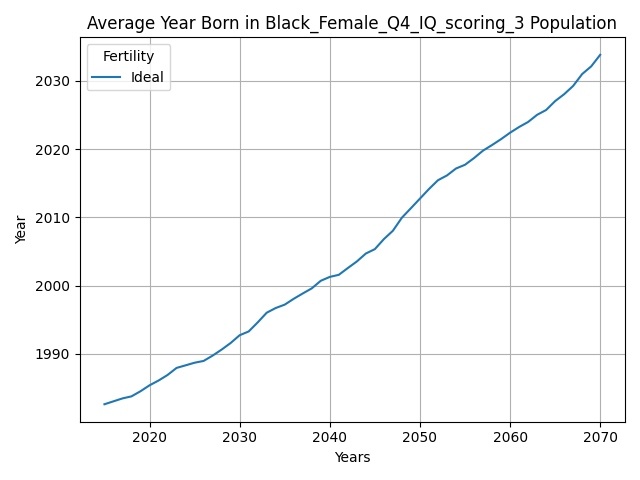 Average Year Born in Black_Female_Q4_IQ_scoring_3 Population
Fertility
Ideal
2030
2020
2010
2000
1990
Year
2020 2030 2040 2050 2060 2070
Years